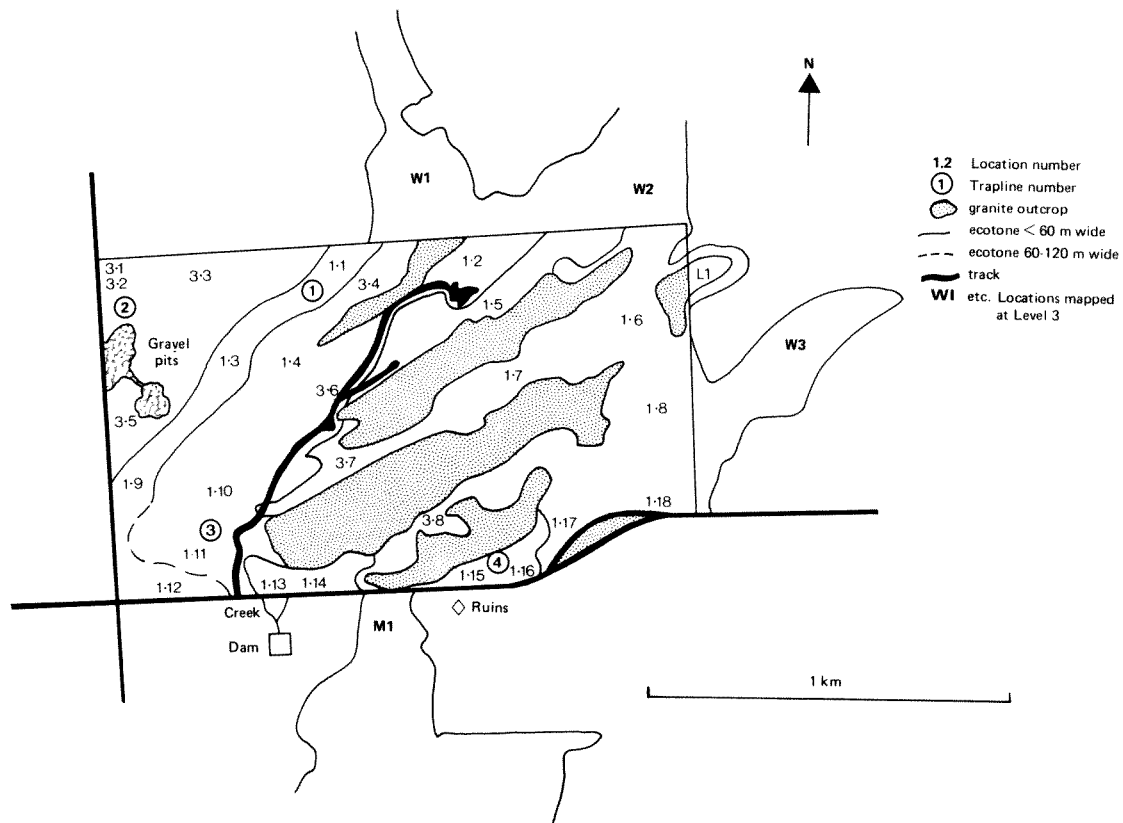 N
W1
W2
1.2 Location number
1 Trapline number
granite outcrop
ecotone < 60 m wide
ecotone 60-120 m wide
track
WI etc. Locations mapped
at Level 3
3·1
3·2
3·3
1·1
3·4
1·2
L1
1
2
Gravel
pits
1·5
1·6
1·3
1·4
W3
3·6
1·7
1·8
3·5
3·7
1·9
1·10
3
3·8
1·18
1·17
1·11
4
1·12
1·13
1·14
1·15
1·16
Creek
M1
Ruins
Dam
1 km